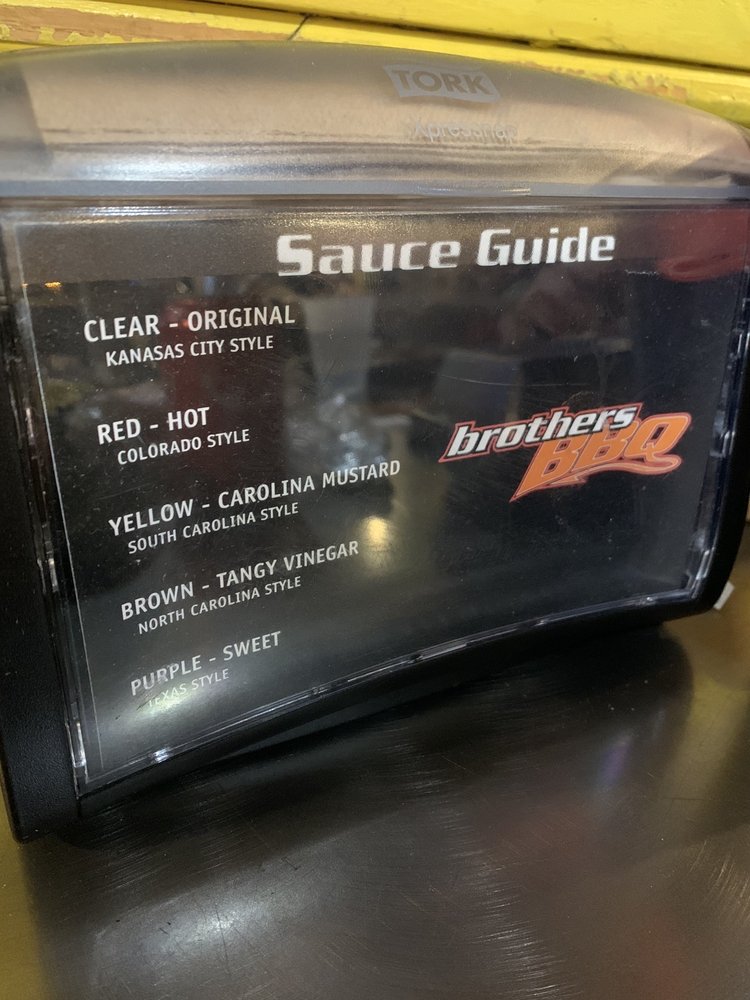 TORK
xpressnap
Sauce Guide
CLEAR - ORIGINAL
KANASAS CITY STYLE
RED - HOT
COLORADO STYLE
YELLOW - CAROLINA MUSTARD
SOUTH CAROLINA STYLE
BROWN - TANGY VINEGAR
NORTH CAROLINA STYLE
PURPLE - SWEET
TEXAS STYLE
brothers
BBQ